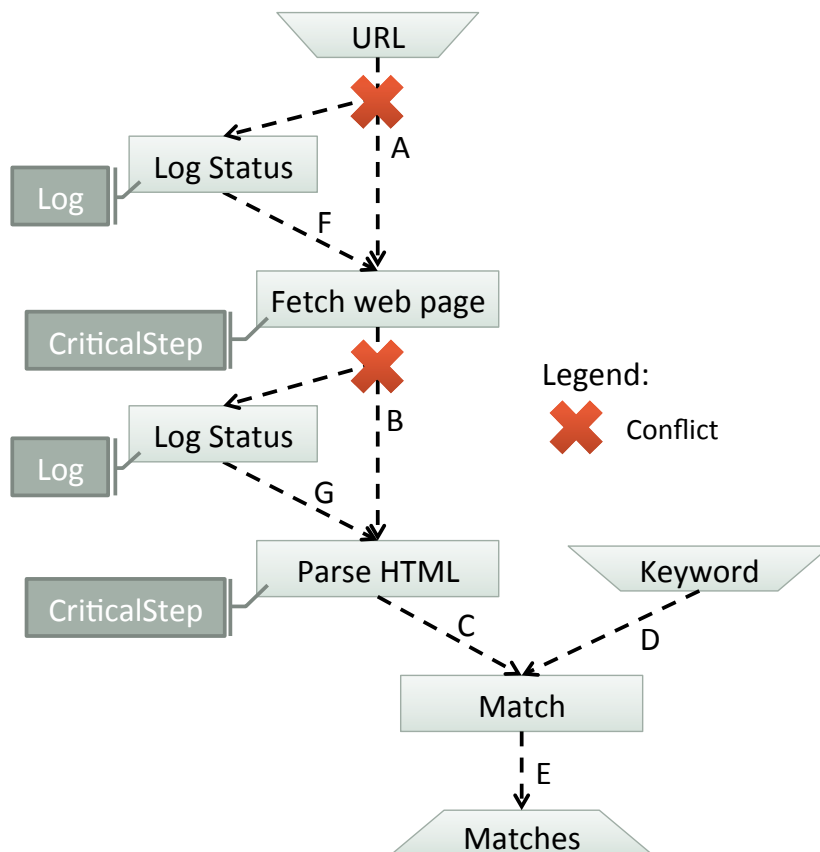 URL
A
Log Status
Log
F
Fetch web page
CriticalStep
Legend:
B
Log Status
Conflict
Log
G
Parse HTML
Keyword
CriticalStep
C
D
Match
E
Matches